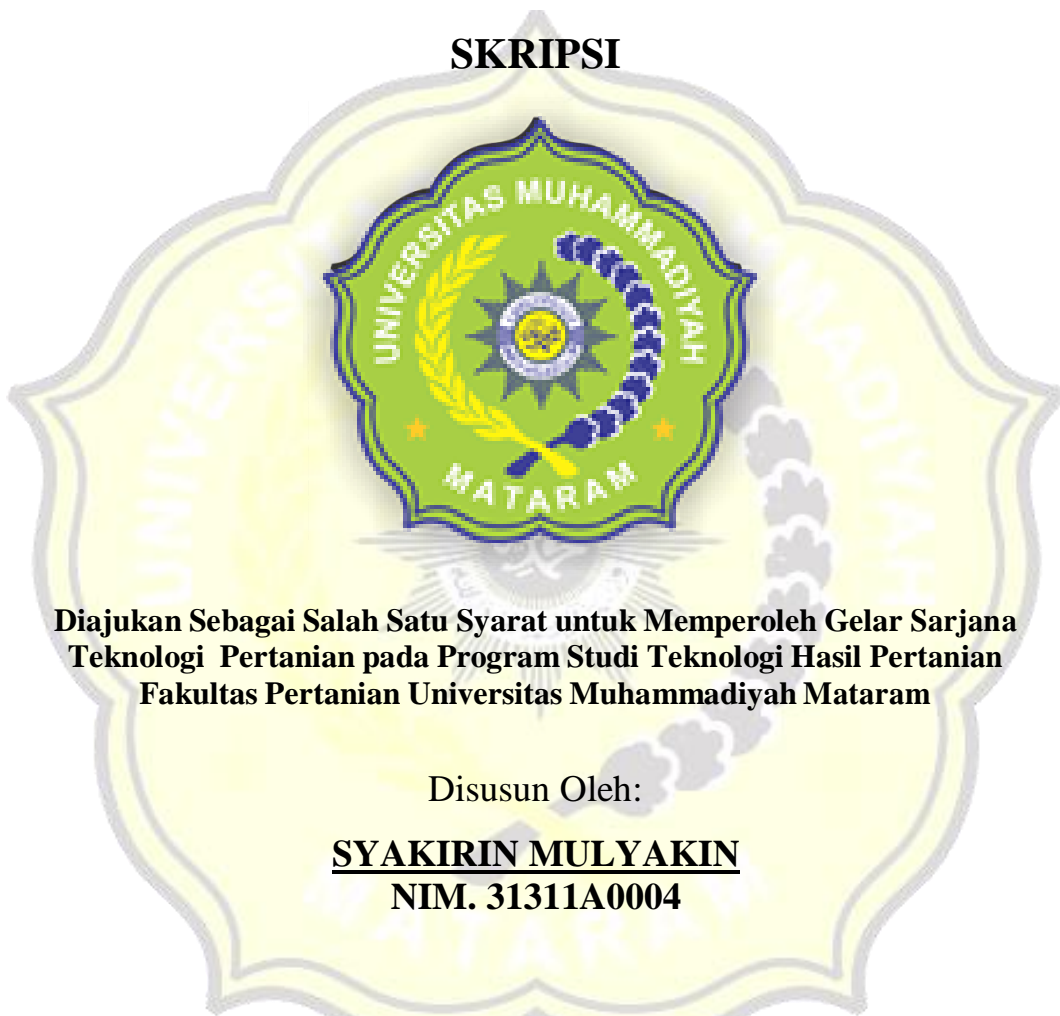 SKRIPSI
UNIVERSITAS MUHAMMADIYAH
MATARAM
Diajukan Sebagai Salah Satu Syarat untuk Memperoleh Gelar Sarjana
Teknologi Pertanian pada Program Studi Teknologi Hasil Pertanian
Fakultas Pertanian Universitas Muhammadiyah Mataram
Disusun Oleh:
SYAKIRIN MULYAKIN
NIM. 31311A0004